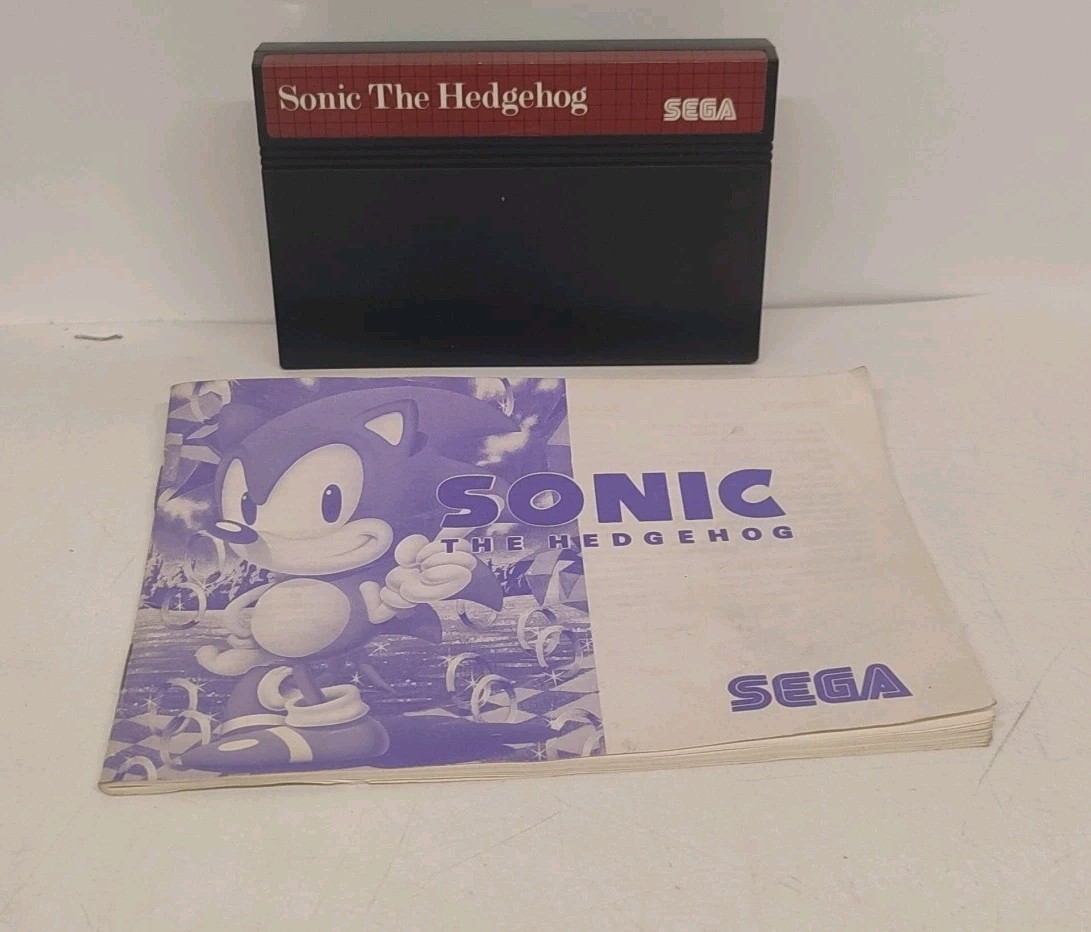 Sonic The Hedgehog
SEGA
SONIC
THE HEDGEHOG
SEGA